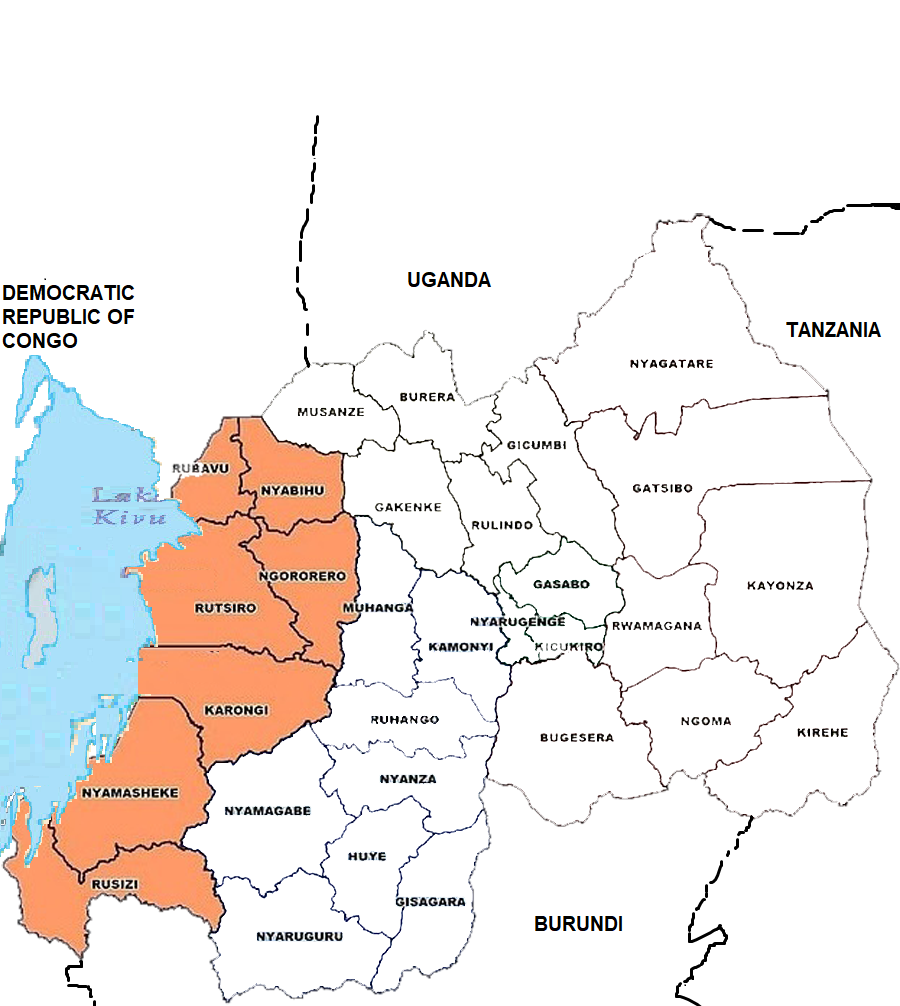 UGANDA
DEMOCRATIC
REPUBLIC OF
CONGO
TANZANIA
NYAGATARE
BURERA
MUSANZE
GICUMBI
RUBAVU
NYABIHU
GATSIBO
Lak
Kivu
GAKENKE
RULINDO
NGORORERO
GASABO
KAYONZA
RUTSIRO
MUHANGA
NYARUGENGE
RWAMAGANA
KAMONYI
KICUKIRO
KARONGI
RUHANGO
NGOMA
BUGESERA
KIREHE
NYANZA
NYAMASHEKE
NYAMAGABE
HUYE
RUSIZI
GISAGARA
BURUNDI
NYARUGURU